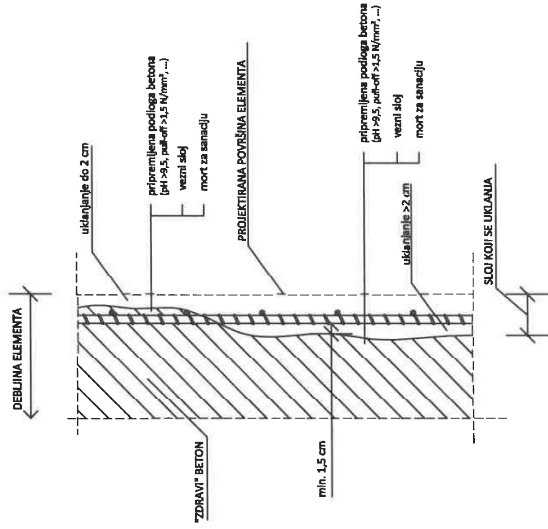 DEBLJINA ELEMENTA
uklanjanje do 2 cm
pripremljena podloga betona
(pH >9,5, pull-off >1,5 N/mm², ...)
vezni sloj
mort za sanaciju
PROJEKTIRANA POVRŠINA ELEMENTA
pripremljena podloga betona
(pH >9,5, pull-off >1,5 N/mm², ...)
vezni sloj
mort za sanaciju
uklanjanje >2 cm
SLOJ KOJI SE UKLANJA
"ZDRAVI" BETON
min. 1,5 cm